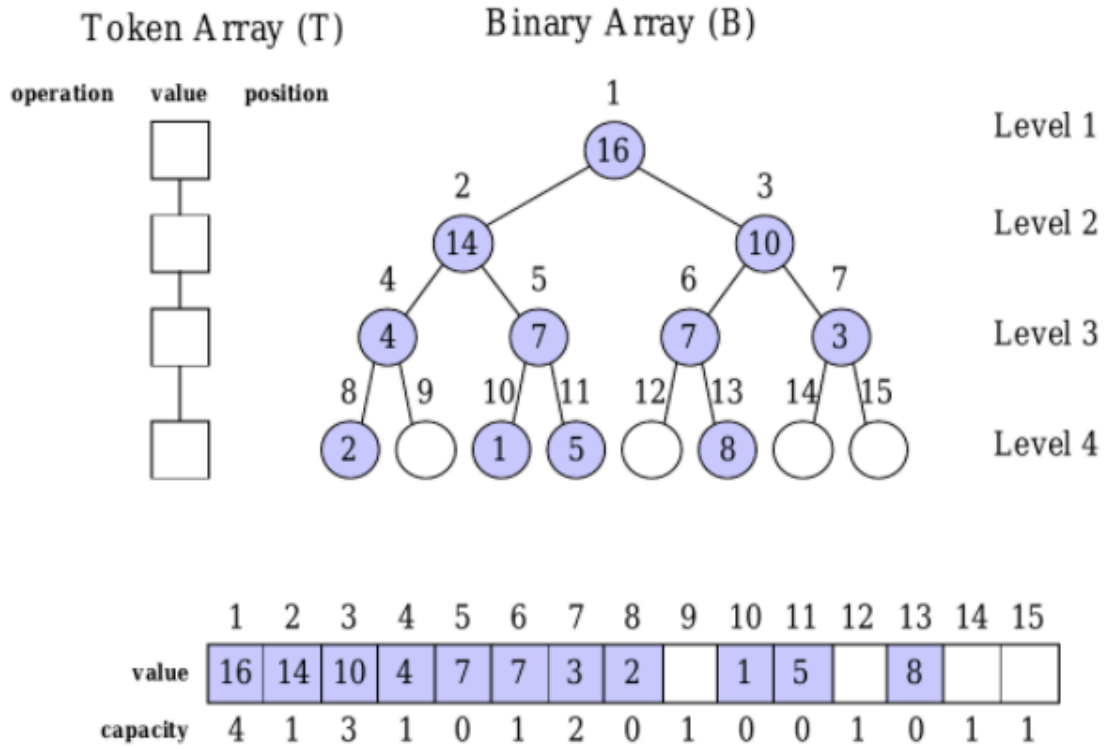 Token Array (T)
Binary Array (B)
operation value position
1
16
Level 1
2 3
14 10
Level 2
4 5 6 7
4 7 7 3
Level 3
8 9 10 11 12 13 14 15
2 1 5 8
Level 4
1 2 3 4 5 6 7 8 9 10 11 12 13 14 15
value 16 14 10 4 7 7 3 2 1 5 8
capacity 4 1 3 1 0 1 2 0 1 0 0 1 0 1 1